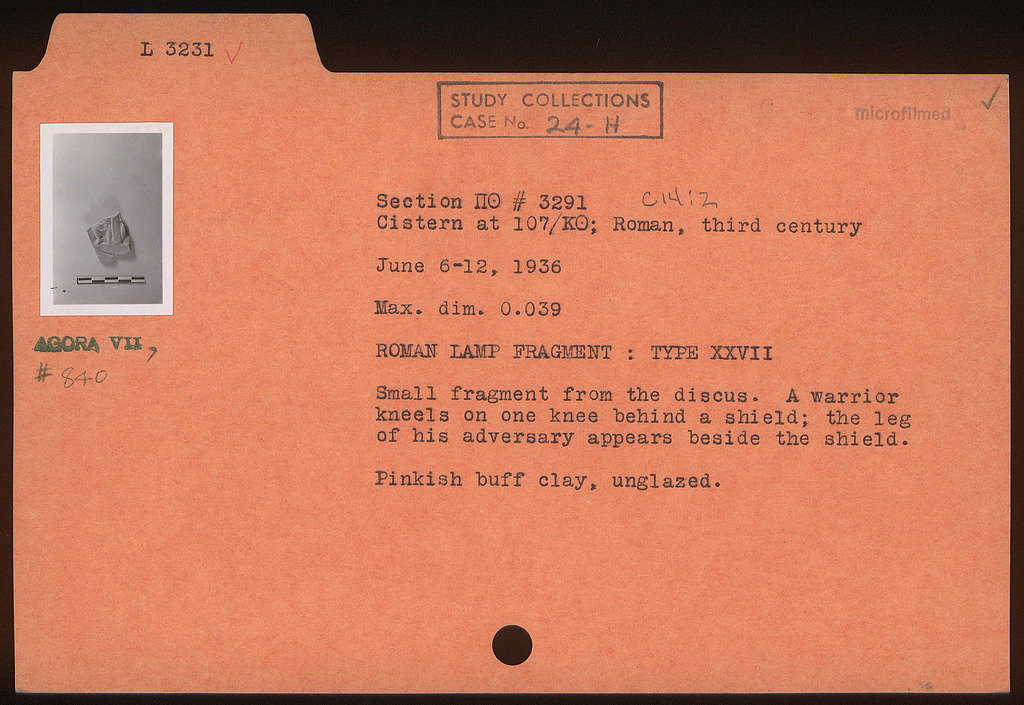 L 3231
STUDY COLLECTIONS
CASE No. 24-H
microfilmed
Section ΠΘ # 3291 C14:2
Cistern at 107/ΚΘ; Roman, third century
June 6-12, 1936
Max. dim. 0.039
ROMAN LAMP FRAGMENT : TYPE XXVII
Small fragment from the discus. A warrior
kneels on one knee behind a shield; the leg
of his adversary appears beside the shield.
Pinkish buff clay, unglazed.
AGORA VII,
# 840